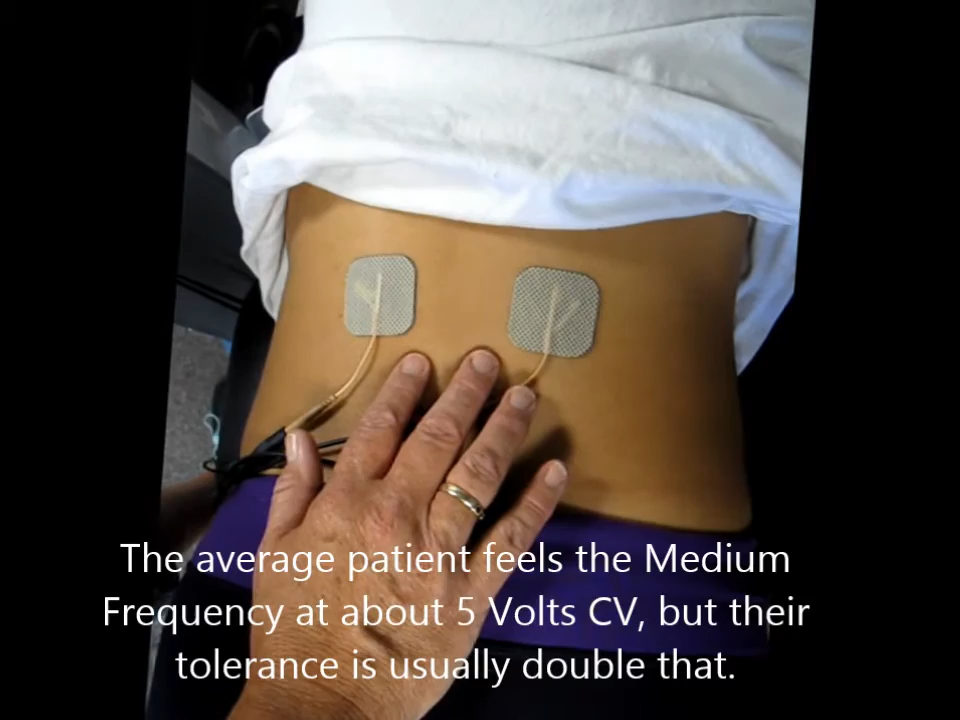 The average patient feels the Medium
Frequency at about 5 Volts CV, but their
tolerance is usually double that.